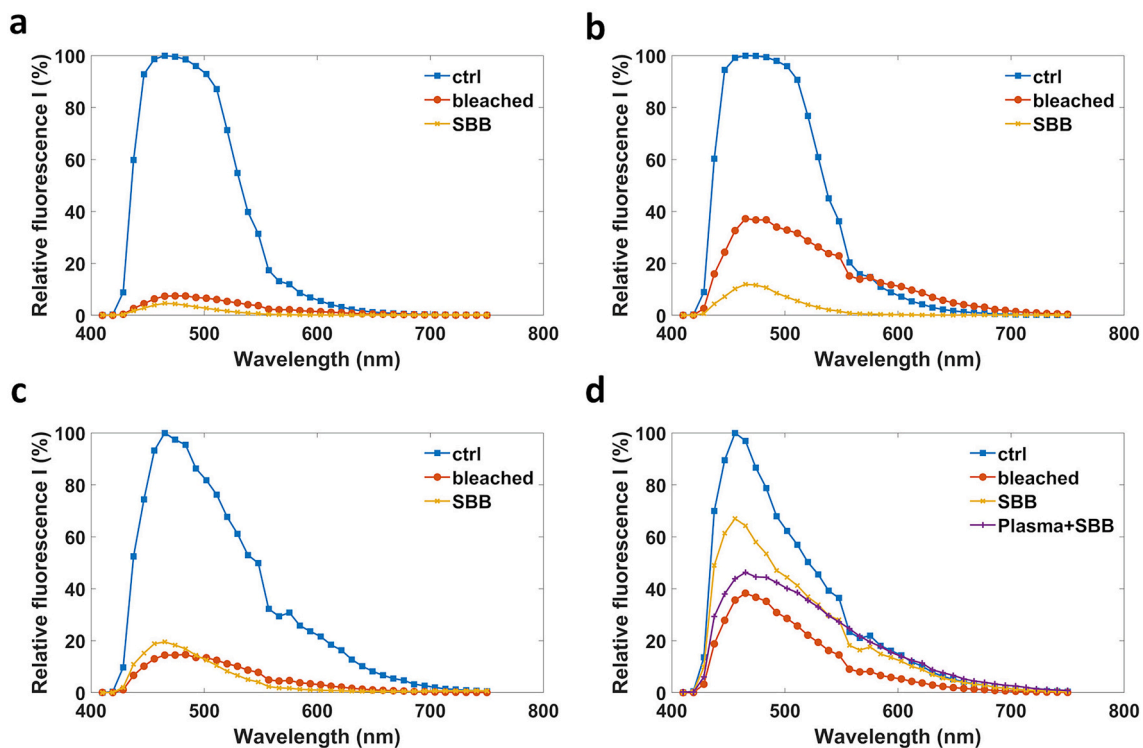 a
Relative fluorescence I (%)
100
80
60
40
20
0
400 500 600 700 800
Wavelength (nm)
ctrl
bleached
SBB
b
Relative fluorescence I (%)
100
80
60
40
20
0
400 500 600 700 800
Wavelength (nm)
ctrl
bleached
SBB
c
Relative fluorescence I (%)
100
80
60
40
20
0
400 500 600 700 800
Wavelength (nm)
ctrl
bleached
SBB
d
Relative fluorescence I (%)
100
80
60
40
20
0
400 500 600 700 800
Wavelength (nm)
ctrl
bleached
SBB
Plasma+SBB